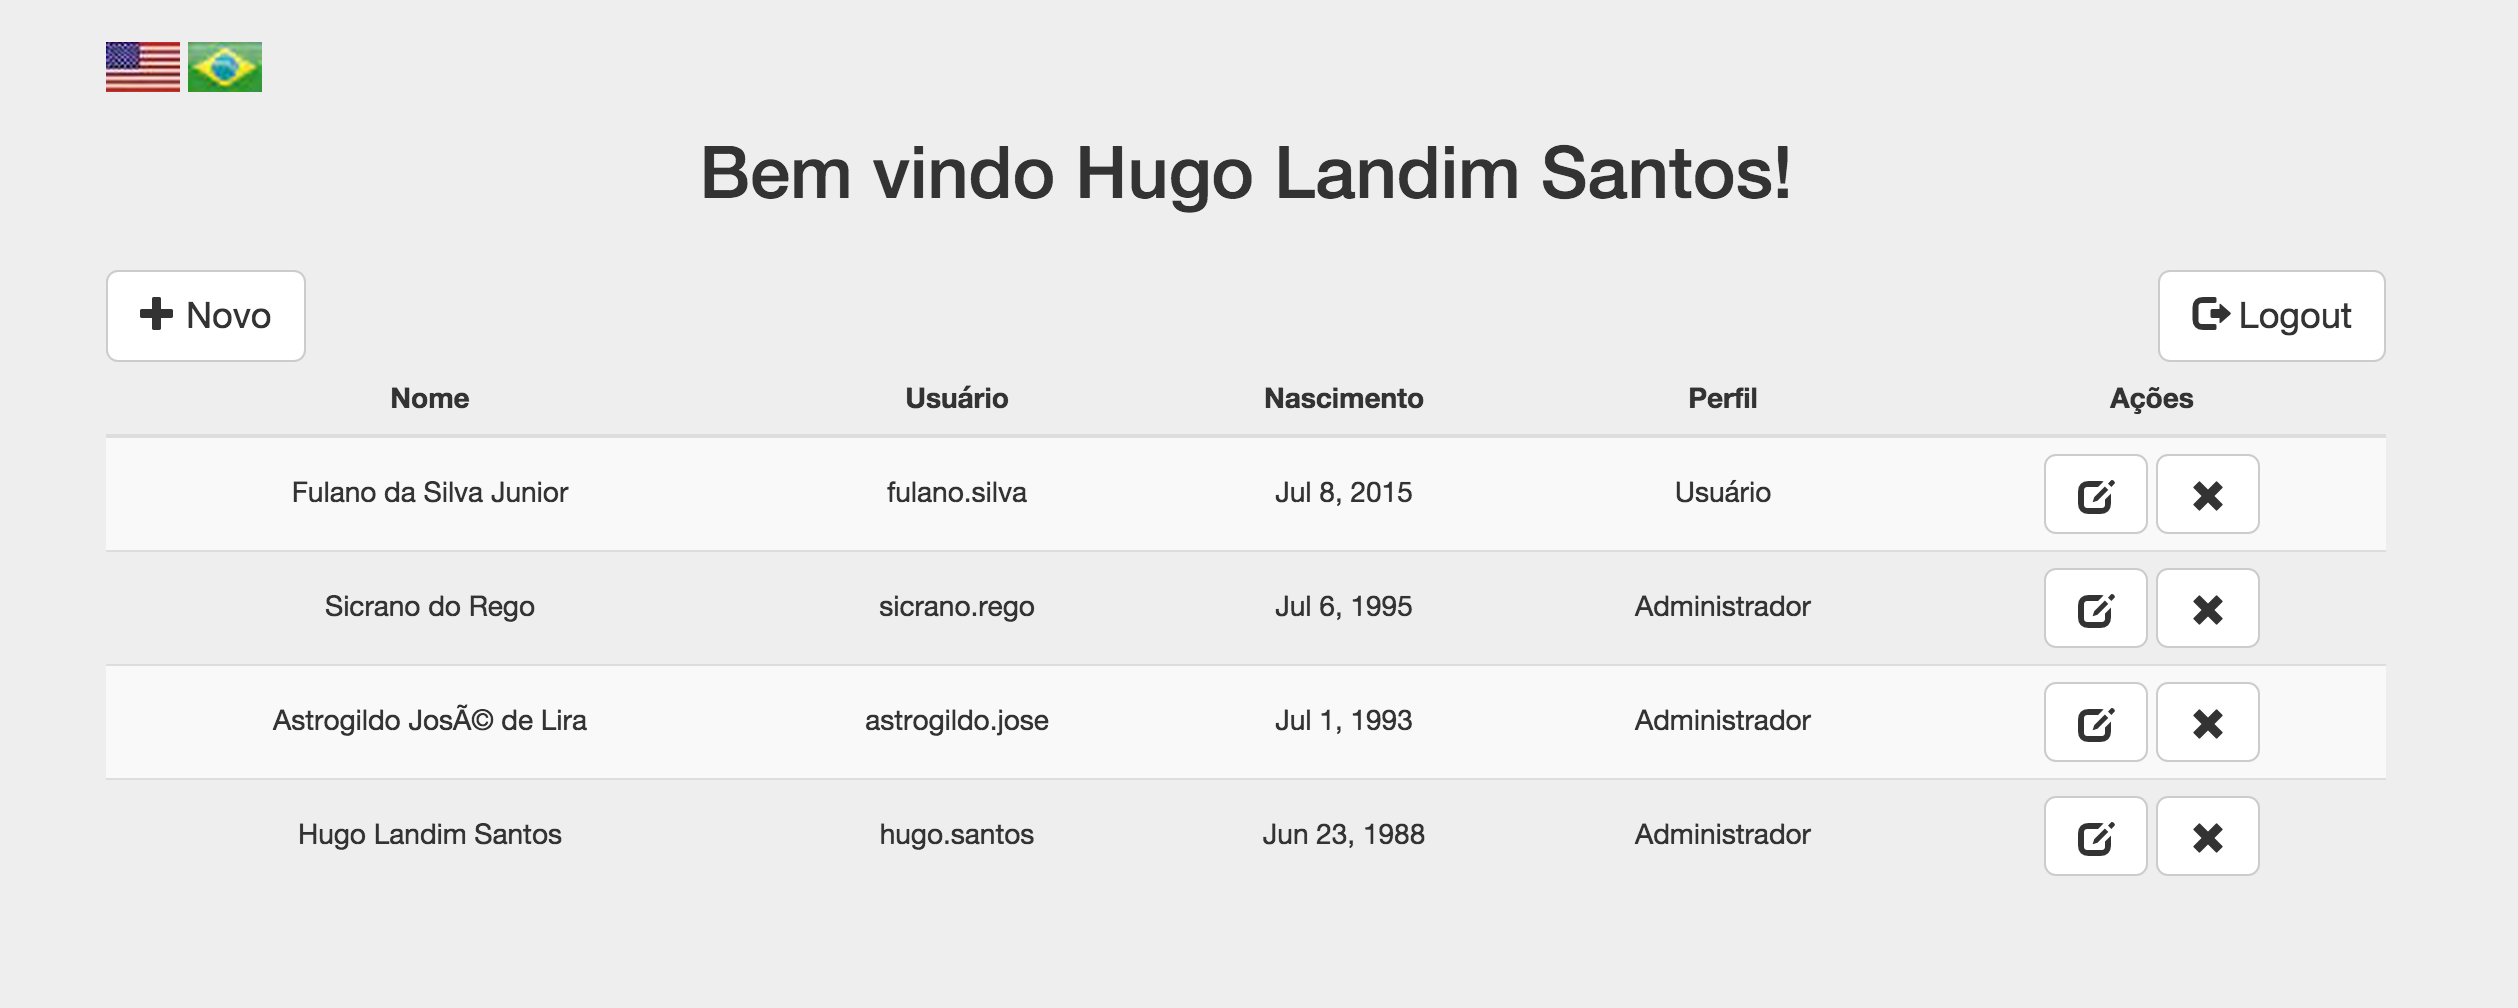 Bem vindo Hugo Landim Santos!
Novo
Logout
Nome Usuário Nascimento Perfil Ações
Fulano da Silva Junior fulano.silva Jul 8, 2015 Usuário
Sicrano do Rego sicrano.rego Jul 6, 1995 Administrador
Astrogildo JosÃ© de Lira astrogildo.jose Jul 1, 1993 Administrador
Hugo Landim Santos hugo.santos Jun 23, 1988 Administrador